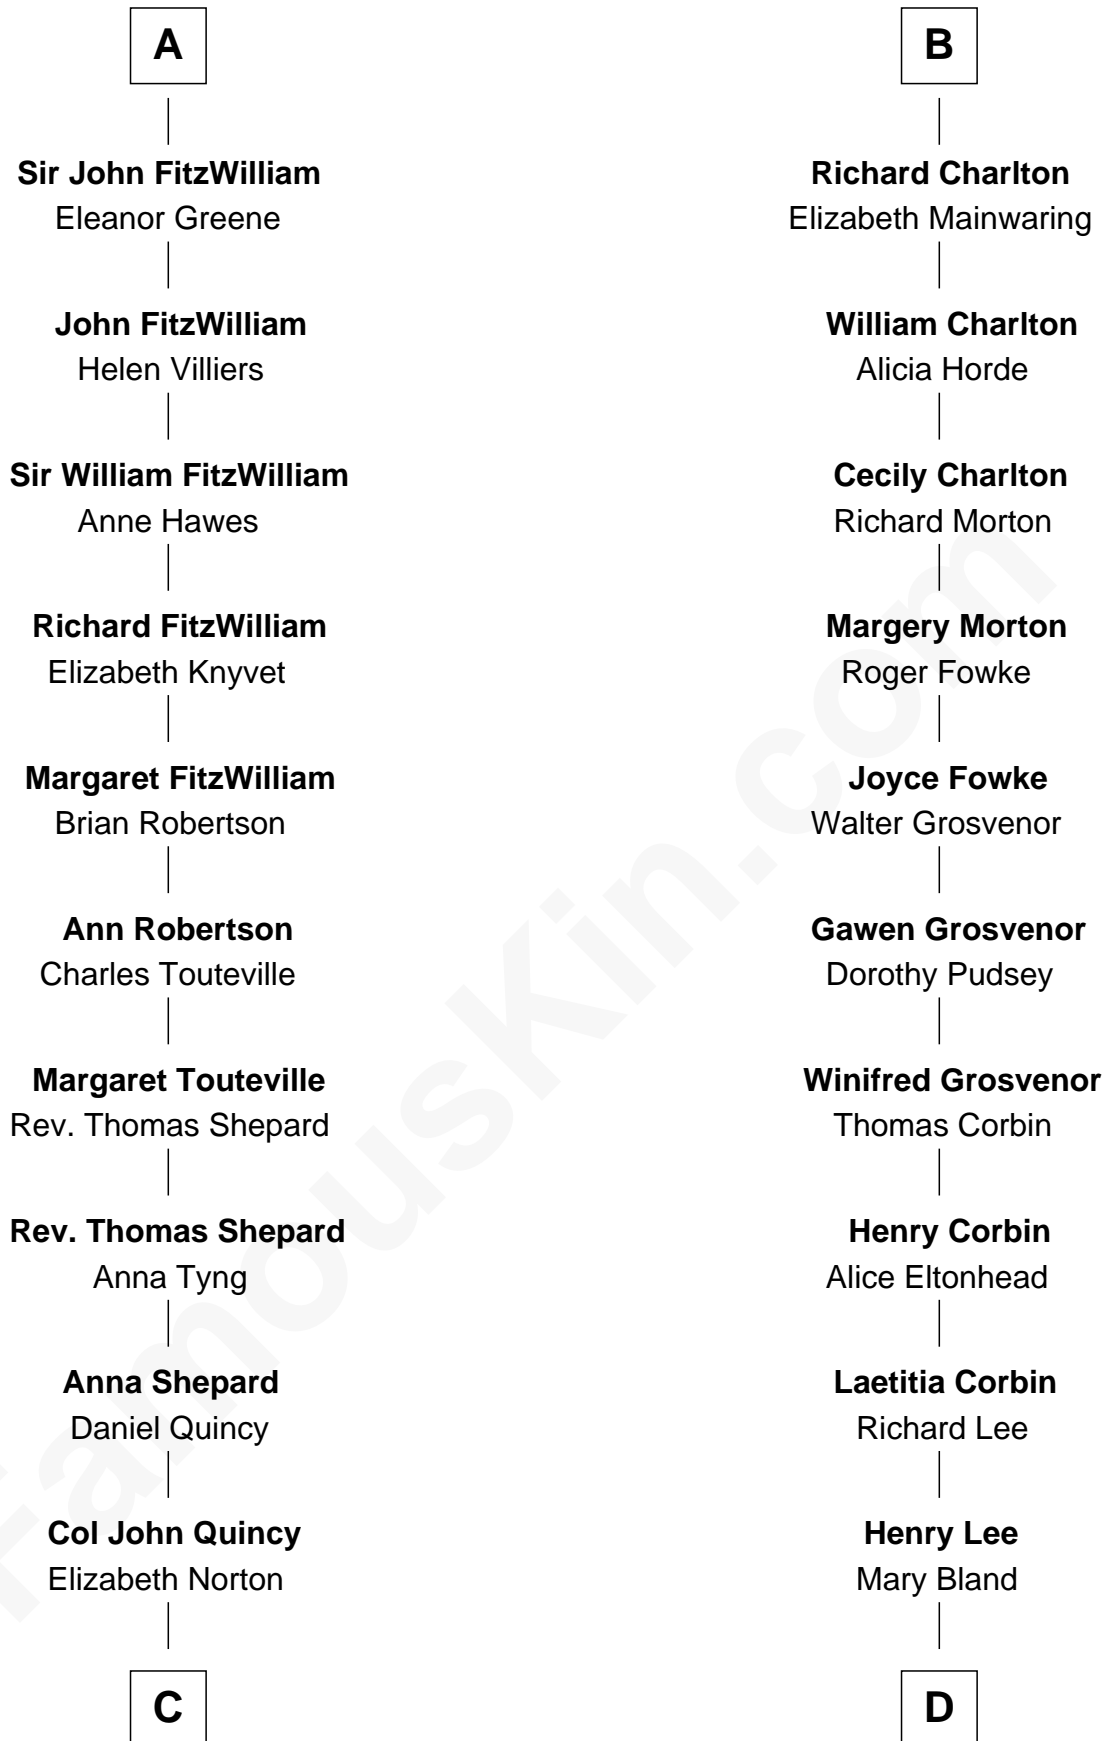 A
Sir John FitzWilliam
Eleanor Greene
John FitzWilliam
Helen Villiers
Sir William FitzWilliam
Anne Hawes
Richard FitzWilliam
Elizabeth Knyvet
Margaret FitzWilliam
Brian Robertson
Ann Robertson
Charles Touteville
Margaret Touteville
Rev. Thomas Shepard
Rev. Thomas Shepard
Anna Tyng
Anna Shepard
Daniel Quincy
Col John Quincy
Elizabeth Norton
C
B
Richard Charlton
Elizabeth Mainwaring
William Charlton
Alicia Horde
Cecily Charlton
Richard Morton
Margery Morton
Roger Fowke
Joyce Fowke
Walter Grosvenor
Gawen Grosvenor
Dorothy Pudsey
Winifred Grosvenor
Thomas Corbin
Henry Corbin
Alice Eltonhead
Laetitia Corbin
Richard Lee
Henry Lee
Mary Bland
D
FamousKin.com